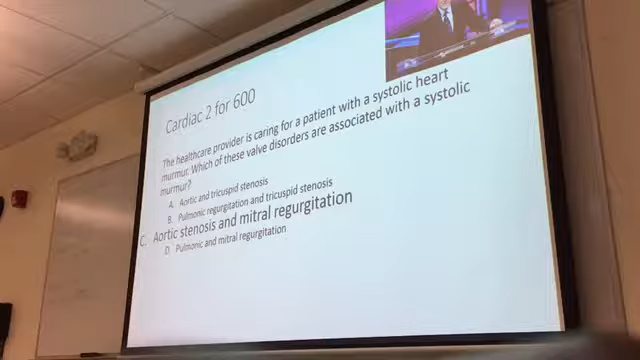 Cardiac 2 for 600
The healthcare provider is caring for a patient with a systolic heart
murmur. Which of these valve disorders are associated with a systolic
murmur?
A. Aortic and tricuspid stenosis
B. Pulmonic regurgitation and tricuspid stenosis
C. Aortic stenosis and mitral regurgitation
D. Pulmonic and mitral regurgitation